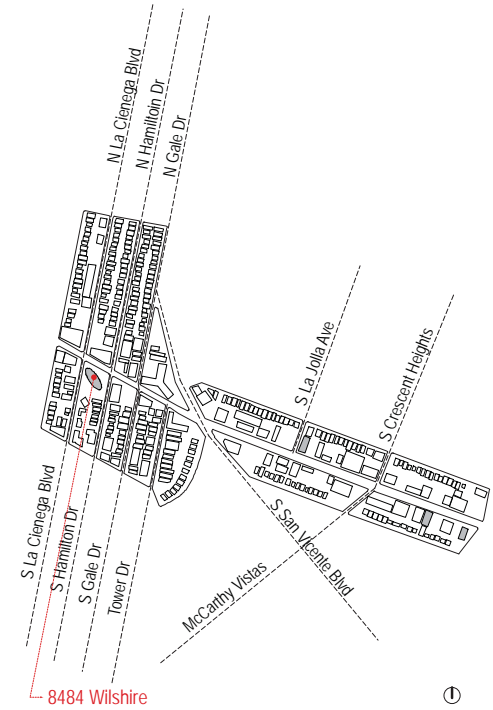 N La Cienega Blvd
N Hamiltoin Dr
N Gale Dr
S La Jolla Ave
S Crescent Heights
S La Cienega Blvd
S Hamilton Dr
S Gale Dr
Tower Dr
S San Vicente Blvd
McCarthy Vistas
8484 Wilshire